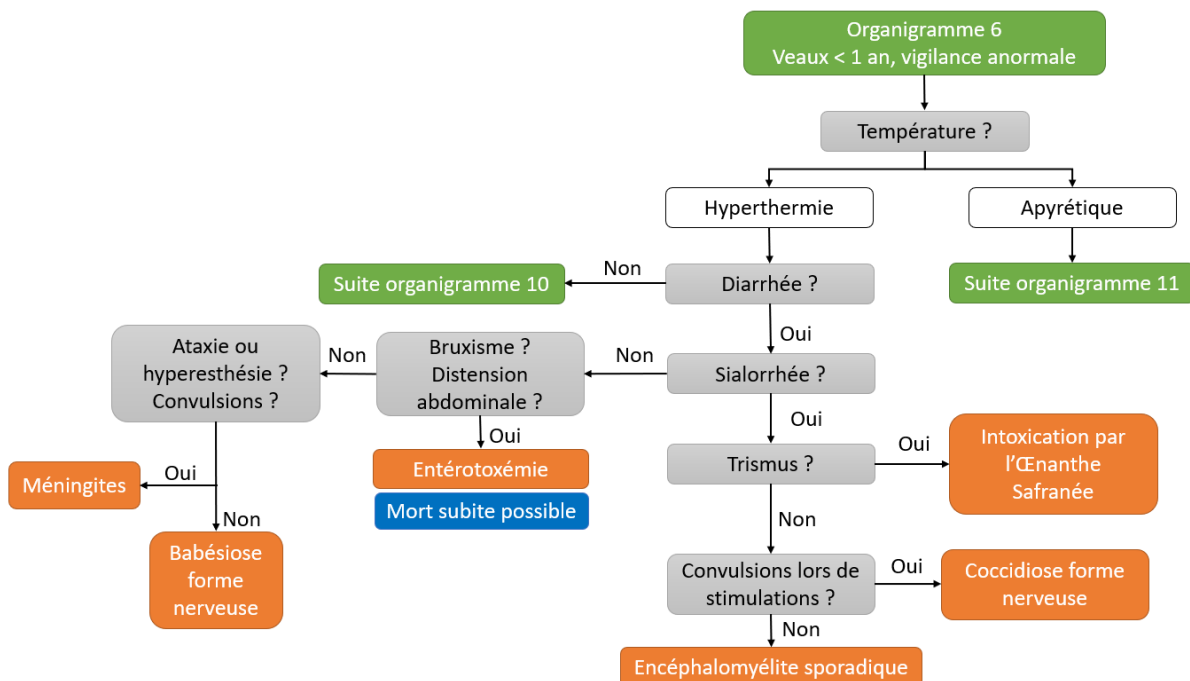 Organigramme 6
Veaux < 1 an, vigilance anormale
Température ?
Hyperthermie
Apyrétique
Suite organigramme 10
Non
Diarrhée ?
Suite organigramme 11
Oui
Ataxie ou
hyperesthésie ?
Convulsions ?
Non
Bruxisme ?
Distension
abdominale ?
Non
Sialorrhée ?
Oui
Oui
Méningites
Oui
Entérotoxémie
Mort subite possible
Trismus ?
Oui
Intoxication par
l’Œnanthe
Safranée
Non
Non
Babésiose
forme
nerveuse
Convulsions lors de
stimulations ?
Oui
Coccidiose forme
nerveuse
Non
Encéphalomyélite sporadique